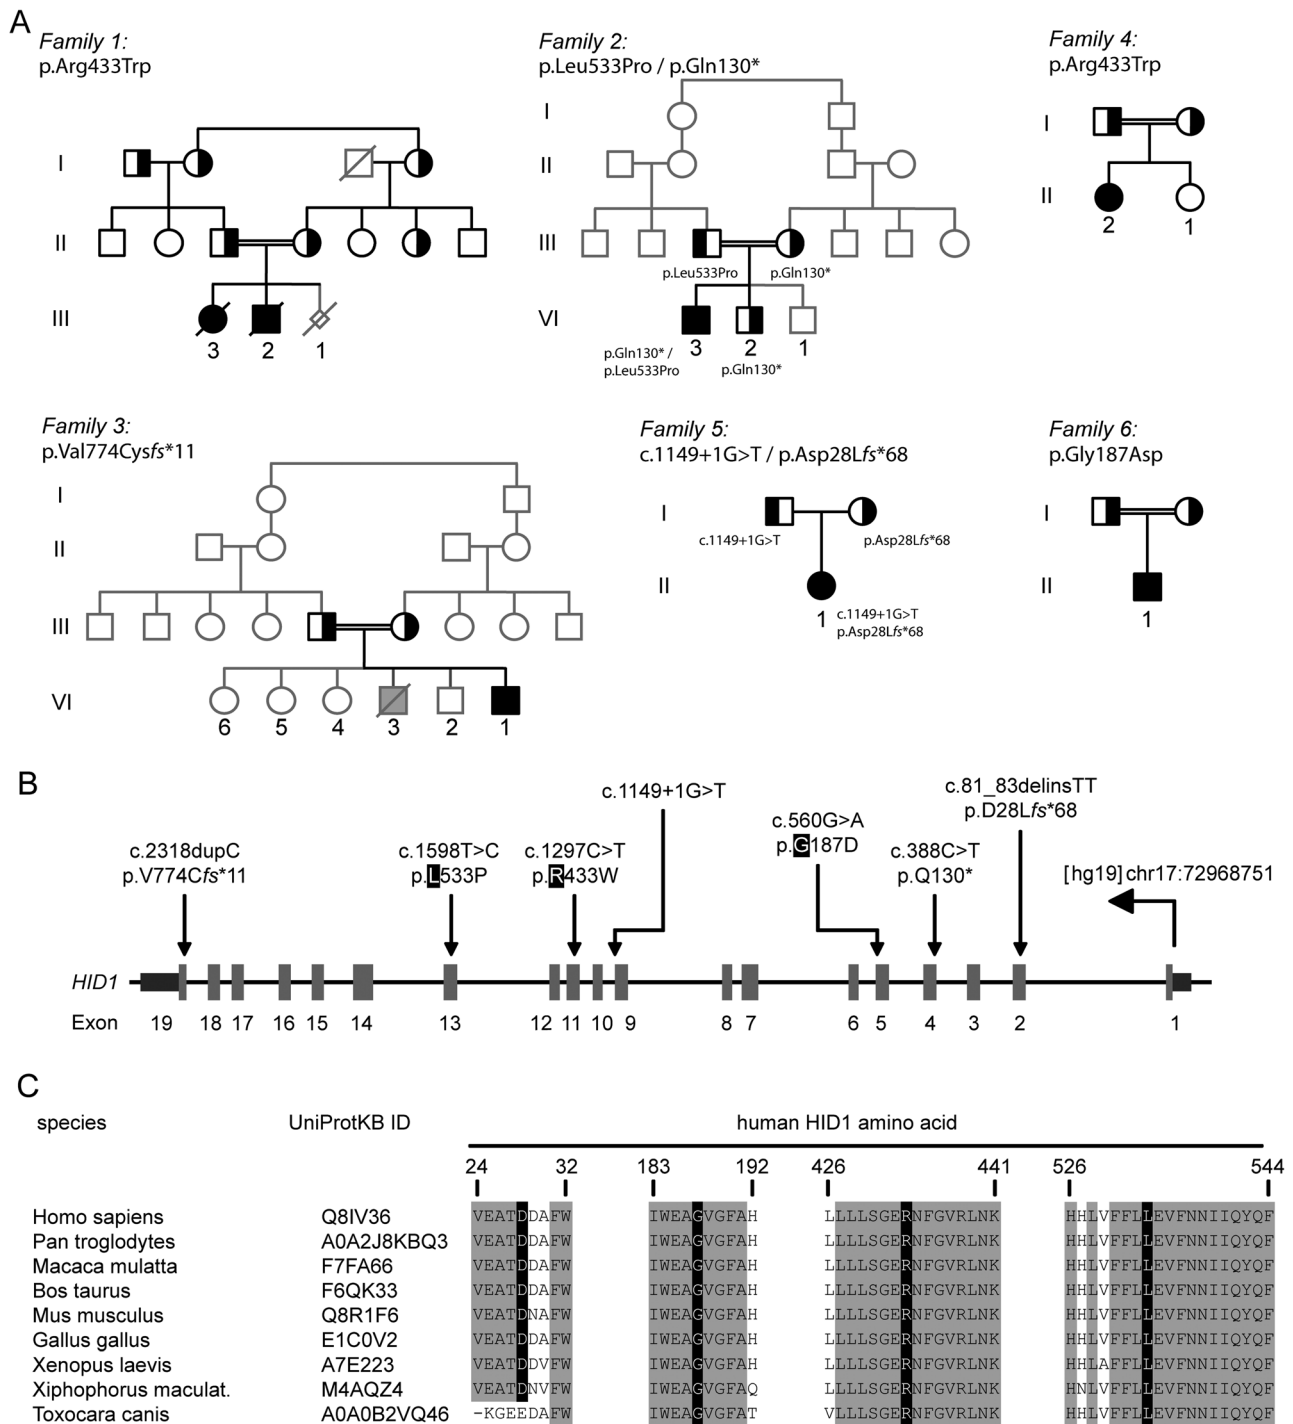 A
Family 1:
p.Arg433Trp
I
II
III
3 2 1
Family 2:
p.Leu533Pro / p.Gln130*
I
II
III
p.Leu533Pro p.Gln130*
VI
3 2 1
p.Gln130* /
p.Leu533Pro
p.Gln130*
Family 4:
p.Arg433Trp
I
II
2 1
Family 3:
p.Val774Cysfs*11
I
II
III
VI
6 5 4 3 2 1
Family 5:
c.1149+1G>T / p.Asp28Lfs*68
I
c.1149+1G>T p.Asp28Lfs*68
II
1 c.1149+1G>T
p.Asp28Lfs*68
Family 6:
p.Gly187Asp
I
II
1
B
c.2318dupC
p.V774Cfs*11
c.1598T>C
p.L533P
c.1297C>T
p.R433W
c.1149+1G>T
c.560G>A
p.G187D
c.388C>T
p.Q130*
c.81_83delinsTT
p.D28Lfs*68
[hg19] chr17:72968751
HID1
Exon 19 18 17 16 15 14 13 12 11 10 9 8 7 6 5 4 3 2 1
C
species UniProtKB ID human HID1 amino acid
24 32 183 192 426 441 526 544
Homo sapiens Q8IV36 VEATDDAFW IWEAGVGFAH LLLLSGERNFGVRLNK HHLVFFLLEVFNNIIQYQF
Pan troglodytes A0A2J8KBQ3 VEATDDAFW IWEAGVGFAH LLLLSGERNFGVRLNK HHLVFFLLEVFNNIIQYQF
Macaca mulatta F7FA66 VEATDDAFW IWEAGVGFAH LLLLSGERNFGVRLNK HHLVFFLLEVFNNIIQYQF
Bos taurus F6QK33 VEATDDAFW IWEAGVGFAH LLLLSGERNFGVRLNK HHLVFFLLEVFNNIIQYQF
Mus musculus Q8R1F6 VEATDNAFW IWEAGVGFAH LLLLSGERNFGVRLNK HHLVFFLLEVFNNIIQYQF
Gallus gallus E1C0V2 VEATDDAFW IWEAGVGFAH LLLLSGERNFGVRLNK HHLVFFLLEVFNNIIQYQF
Xenopus laevis A7E223 VEATDDVFW IWEAGVGFAH LLLLSGERNFGVRLNK HHLAFFLLEVFNNIIQYQF
Xiphophorus maculat. M4AQZ4 VEATDNVFW IWEAGVGFAQ LLLLSGERNFGVRLNK HNLVFFLLEVFNNIIQYQF
Toxocara canis A0A0B2VQ46 -KGEEDAFW IWEAGVGFAT VLLLSGERNFGVRLNK HHLVFFLLEVFNNIIQYQF